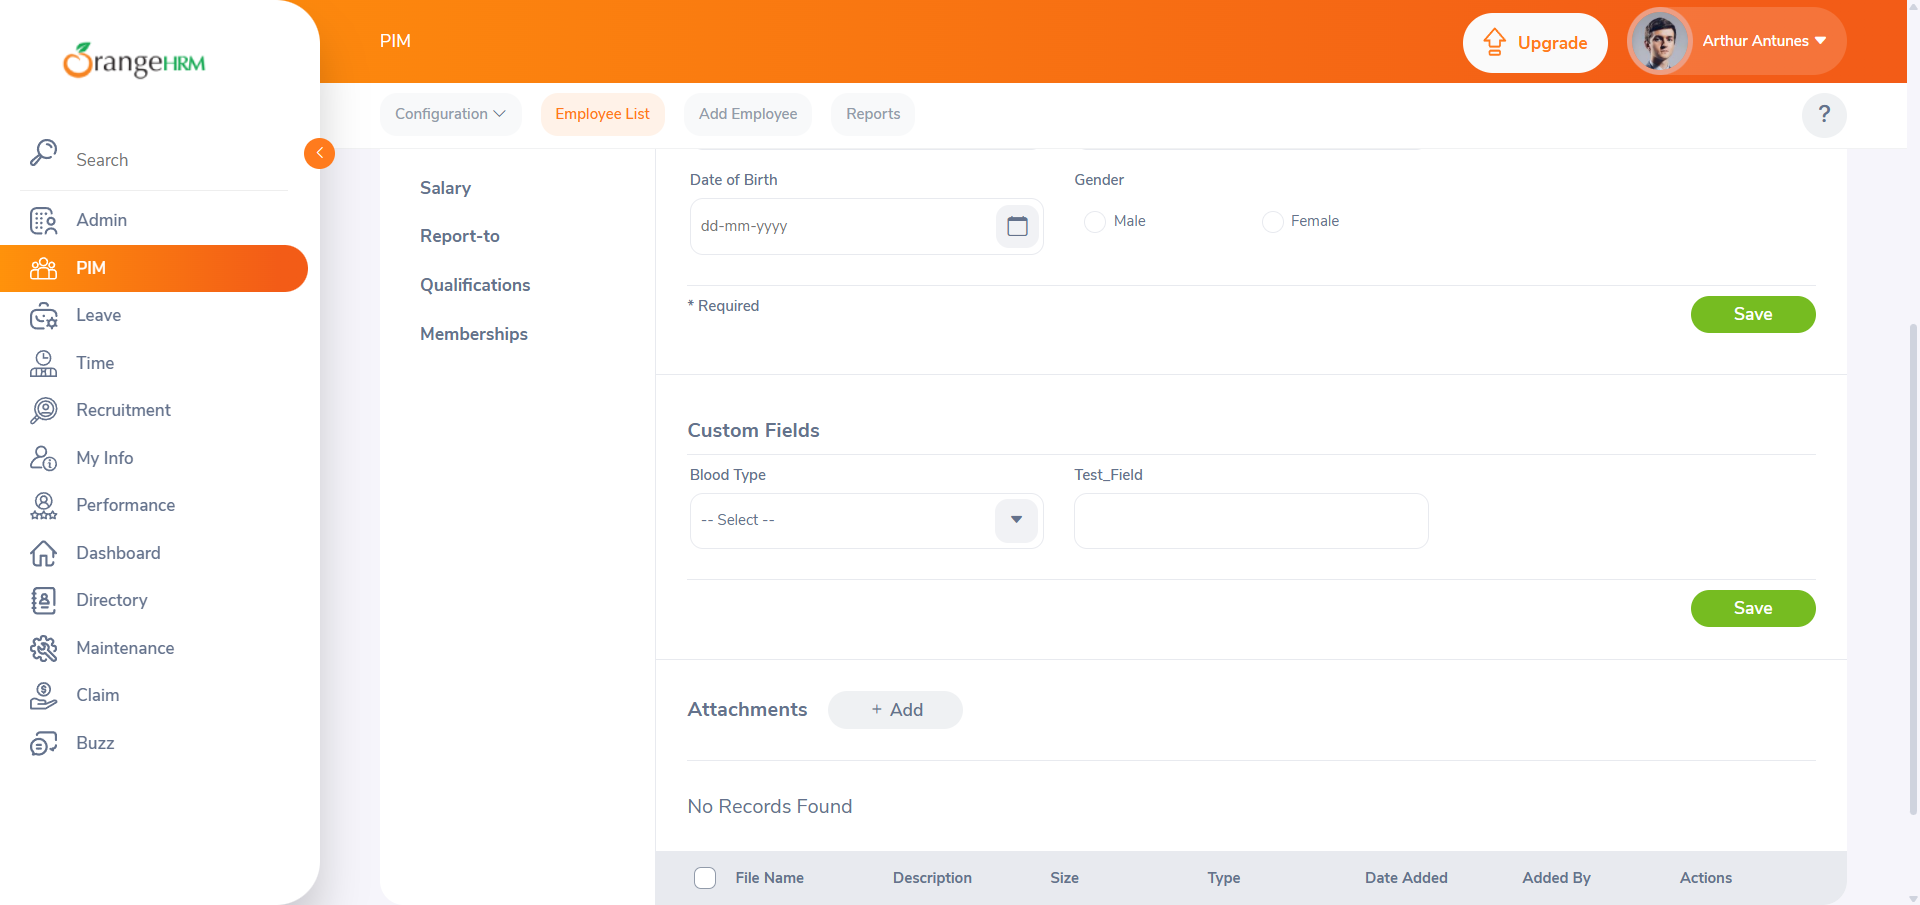 OrangeHRM
PIM
Upgrade
Arthur Antunes
Configuration
Employee List
Add Employee
Reports
?
Search
Admin
PIM
Leave
Time
Recruitment
My Info
Performance
Dashboard
Directory
Maintenance
Claim
Buzz
Salary
Report-to
Qualifications
Memberships
Date of Birth
Gender
dd-mm-yyyy
Male
Female
* Required
Save
Custom Fields
Blood Type
Test_Field
-- Select --
Save
Attachments
+ Add
No Records Found
File Name
Description
Size
Type
Date Added
Added By
Actions